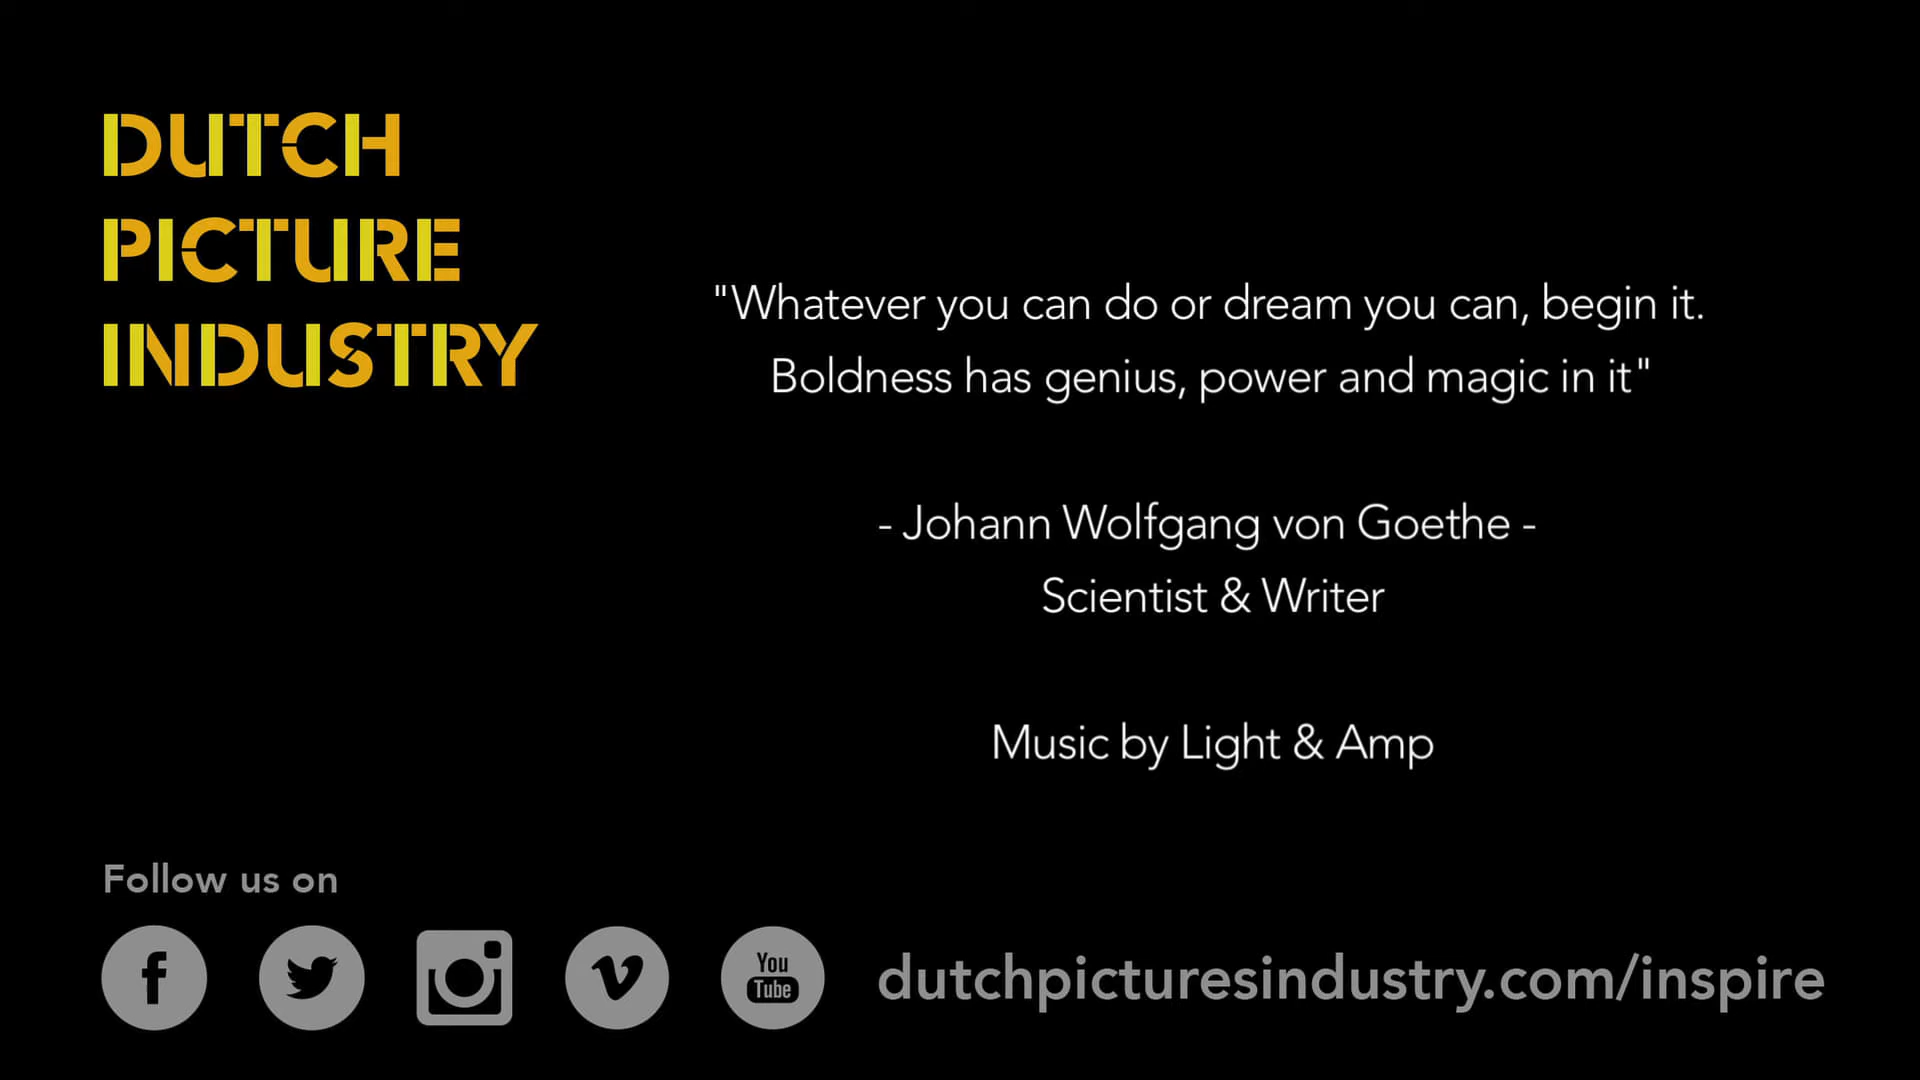 DUTCH
PICTURE
INDUSTRY
"Whatever you can do or dream you can, begin it.
Boldness has genius, power and magic in it"
- Johann Wolfgang von Goethe -
Scientist & Writer
Music by Light & Amp
Follow us on
You
Tube
dutchpicturesindustry.com/inspire